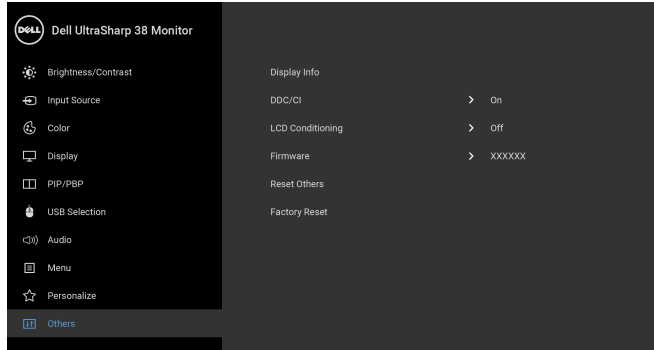 DELL Dell UltraSharp 38 Monitor
Brightness/Contrast Display Info
Input Source DDC/CI On
Color LCD Conditioning Off
Display Firmware XXXXXX
PIP/PBP Reset Others
USB Selection Factory Reset
Audio
Menu
Personalize
Others